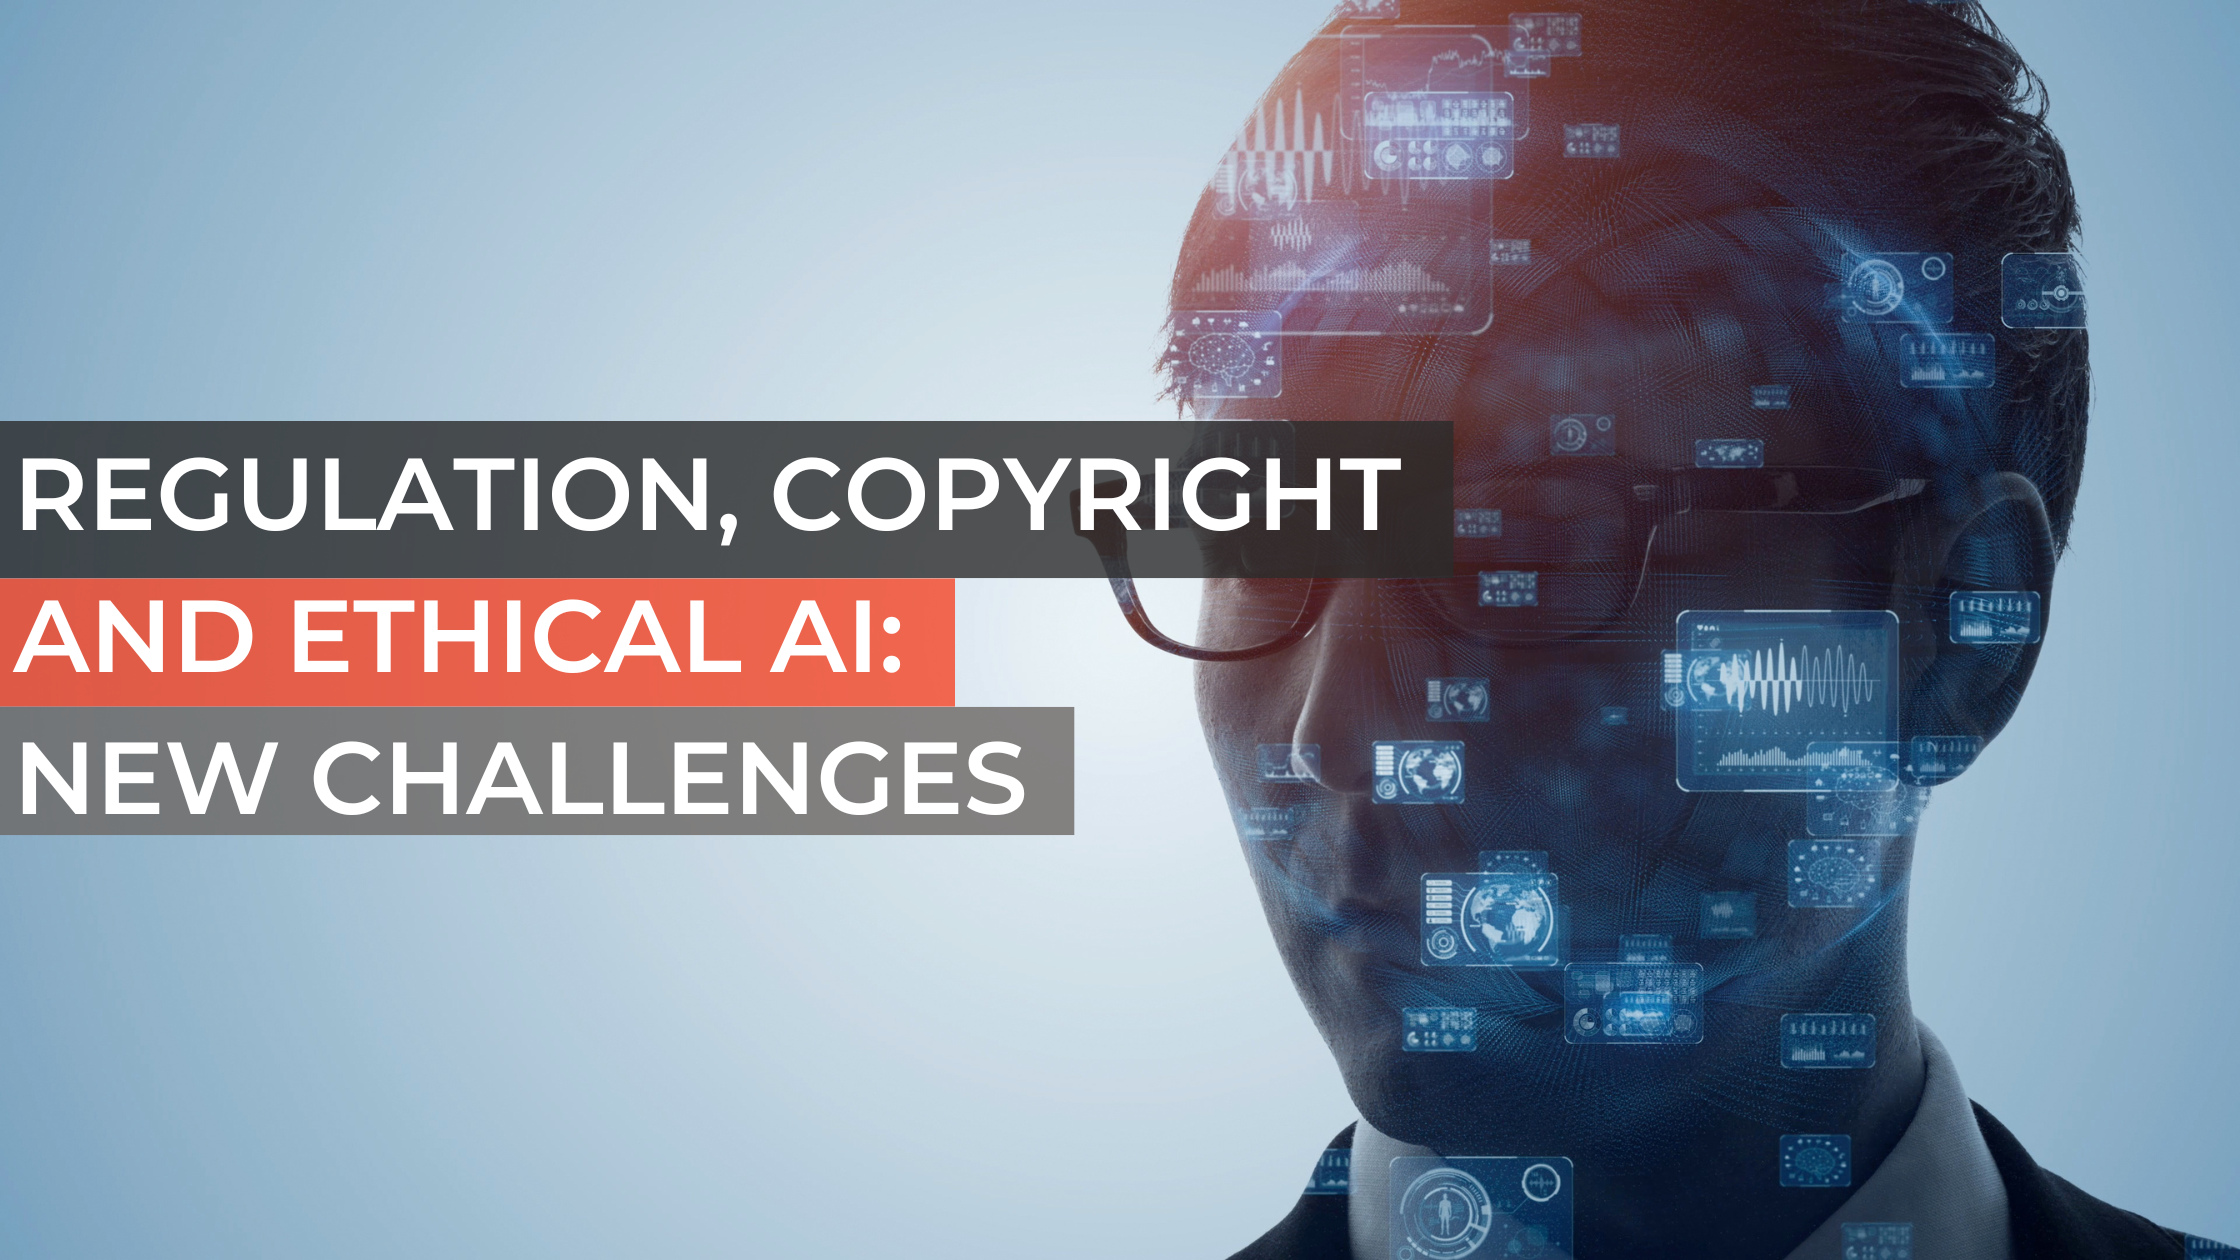 REGULATION, COPYRIGHT
AND ETHICAL AI:
NEW CHALLENGES